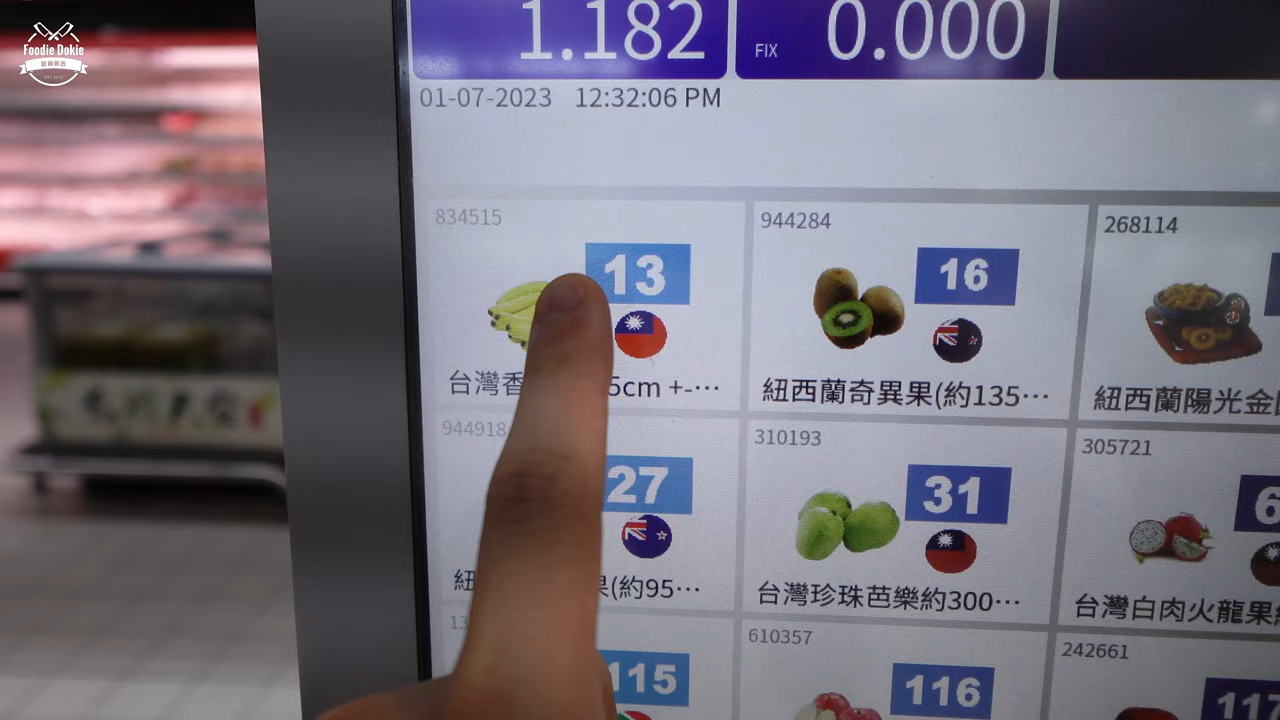 Foodie Dokie
1.182
FIX
0.000
01-07-2023 12:32:06 PM
834515
13
台灣香
5cm +-…
944284
16
紐西蘭奇異果(約135…
268114
紐西蘭陽光金
944918
27
紐
果(約95…
310193
31
台灣珍珠芭樂約300…
305721
6
台灣白肉火龍果
13
115
610357
116
242661
117